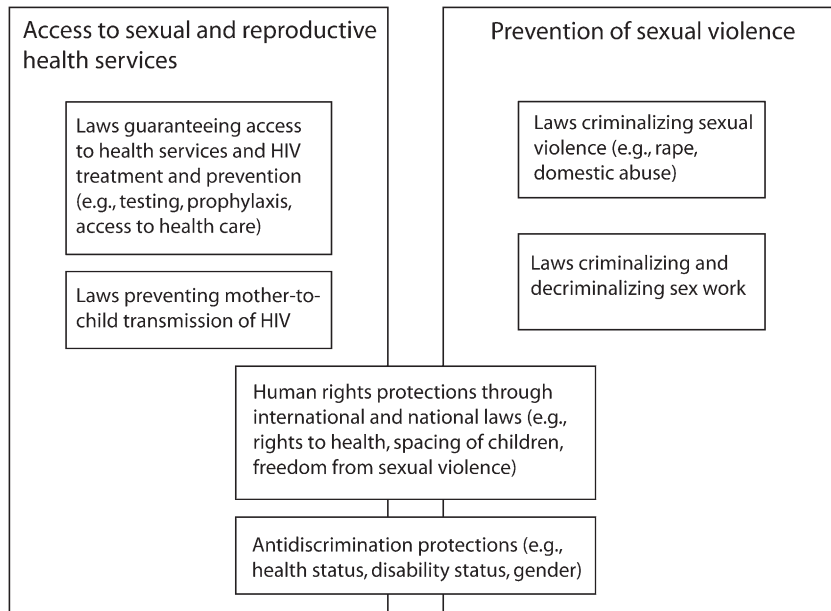 Access to sexual and reproductive
health services
Laws guaranteeing access
to health services and HIV
treatment and prevention
(e.g., testing, prophylaxis,
access to health care)
Laws preventing mother-to-
child transmission of HIV
Prevention of sexual violence
Laws criminalizing sexual
violence (e.g., rape,
domestic abuse)
Laws criminalizing and
decriminalizing sex work
Human rights protections through
international and national laws (e.g.,
rights to health, spacing of children,
freedom from sexual violence)
Antidiscrimination protections (e.g.,
health status, disability status, gender)